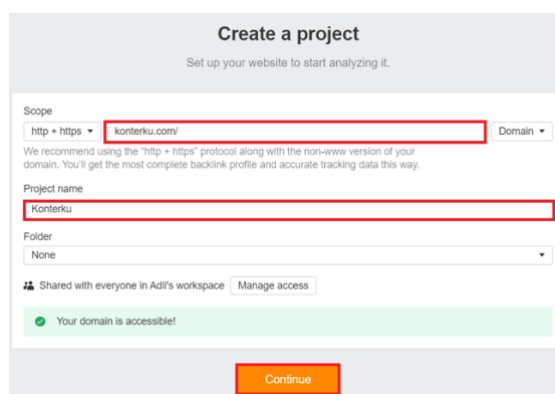 Create a project
Set up your website to start analyzing it.
Scope
http + https konterku.com/ Domain
We recommend using the "http + https" protocol along with the non-www version of your
domain. You'll get the most complete backlink profile and accurate tracking data this way.
Project name
Konterku
Folder
None
Shared with everyone in Adli's workspace Manage access
Your domain is accessible!
Continue